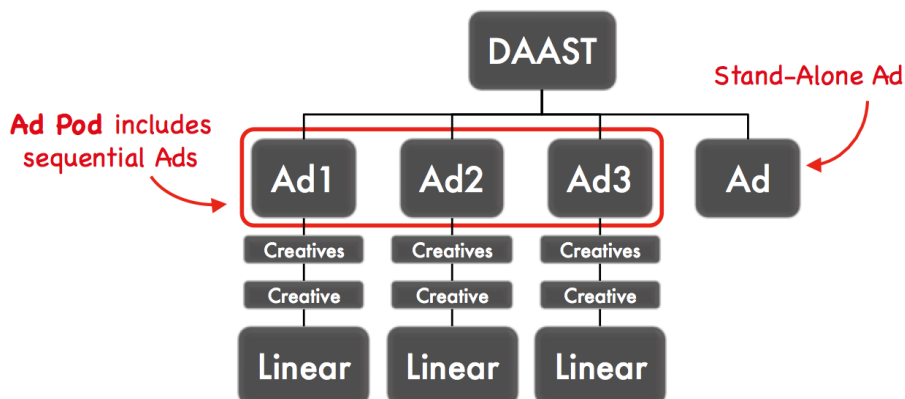 DAAST
Stand-Alone Ad
Ad Pod includes
sequential Ads
Ad1
Ad2
Ad3
Ad
Creatives
Creatives
Creatives
Creative
Creative
Creative
Linear
Linear
Linear